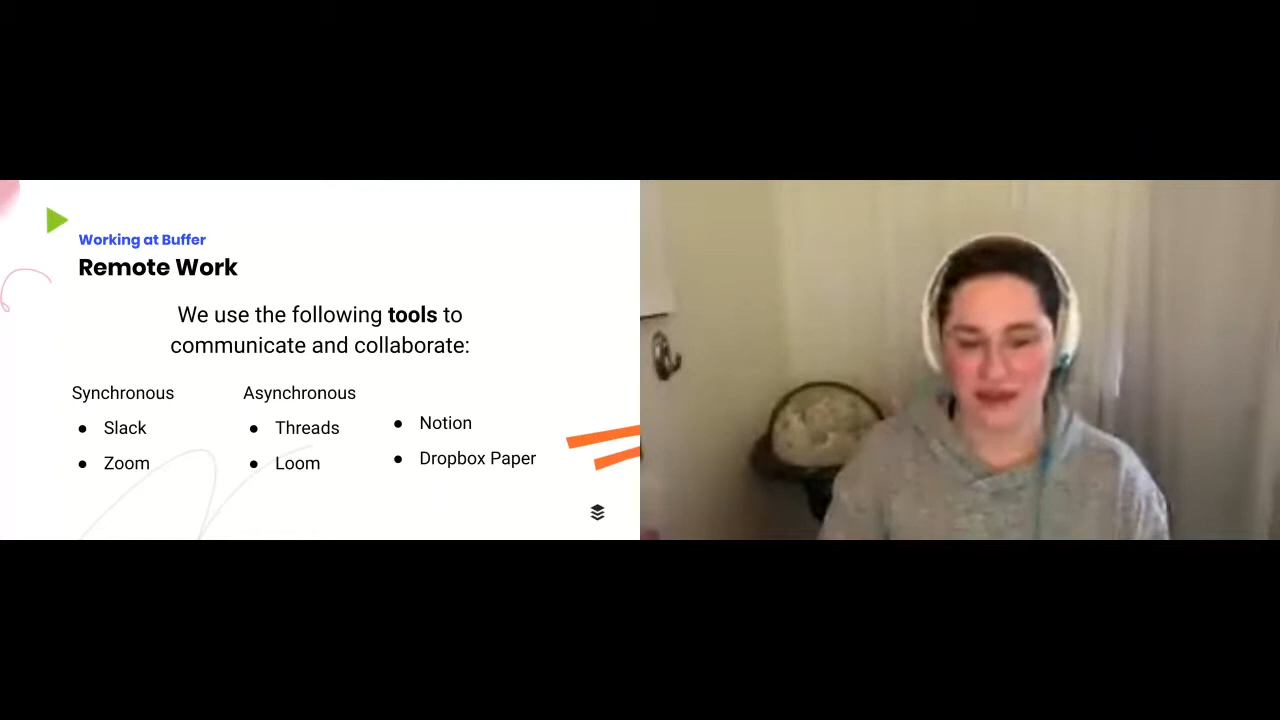 Working at Buffer
Remote Work
We use the following tools to
communicate and collaborate:
Synchronous
● Slack
● Zoom
Asynchronous
● Threads
● Loom
● Notion
● Dropbox Paper